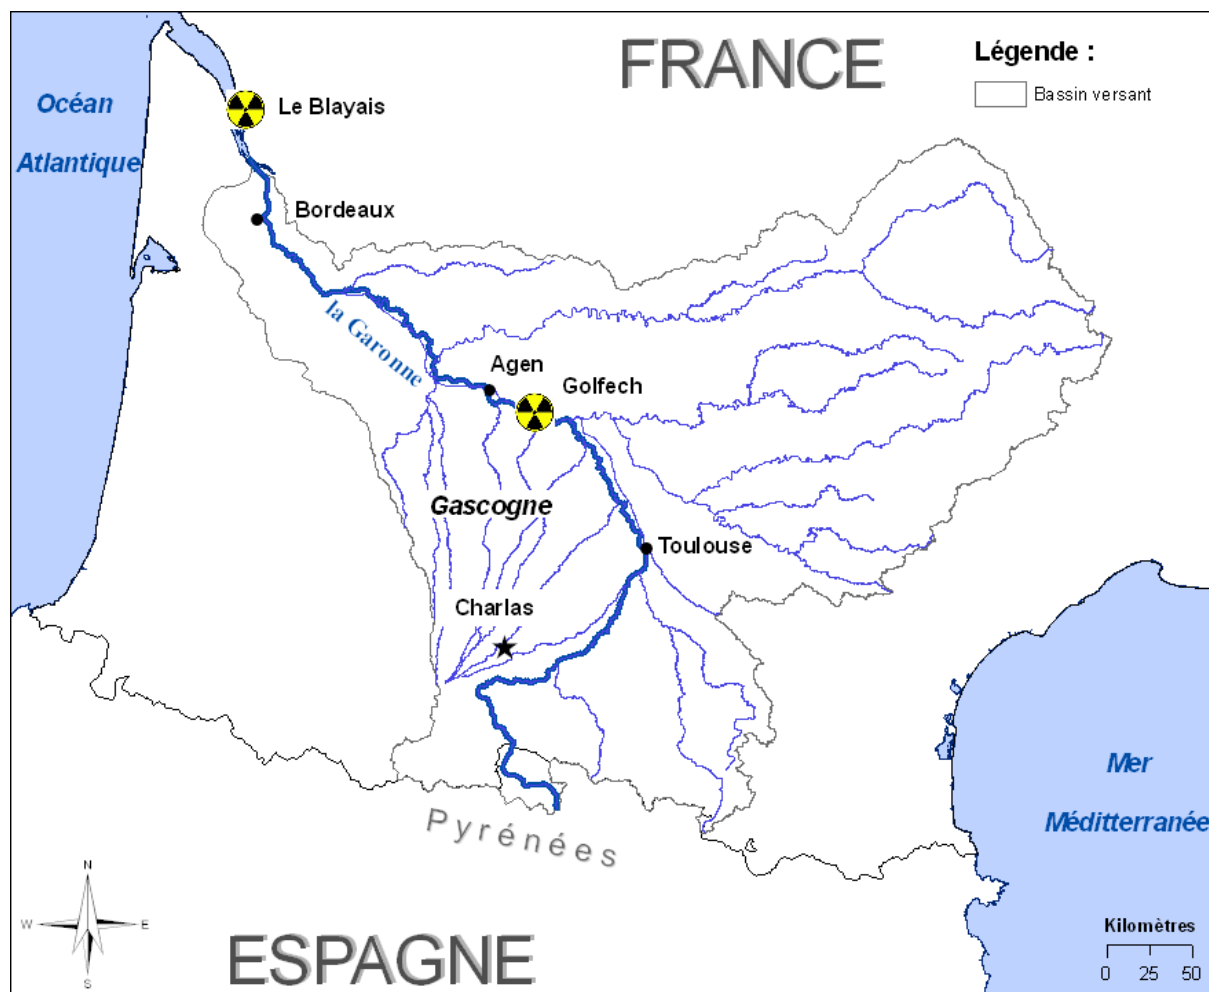 FRANCE
Légende :
Bassin versant
Océan
Atlantique
Le Blayais
Bordeaux
la Garonne
Agen
Golfech
Gascogne
Toulouse
Charlas
Mer
Méditterranée
Pyrénées
N
W E
S
ESPAGNE
Kilomètres
0 25 50